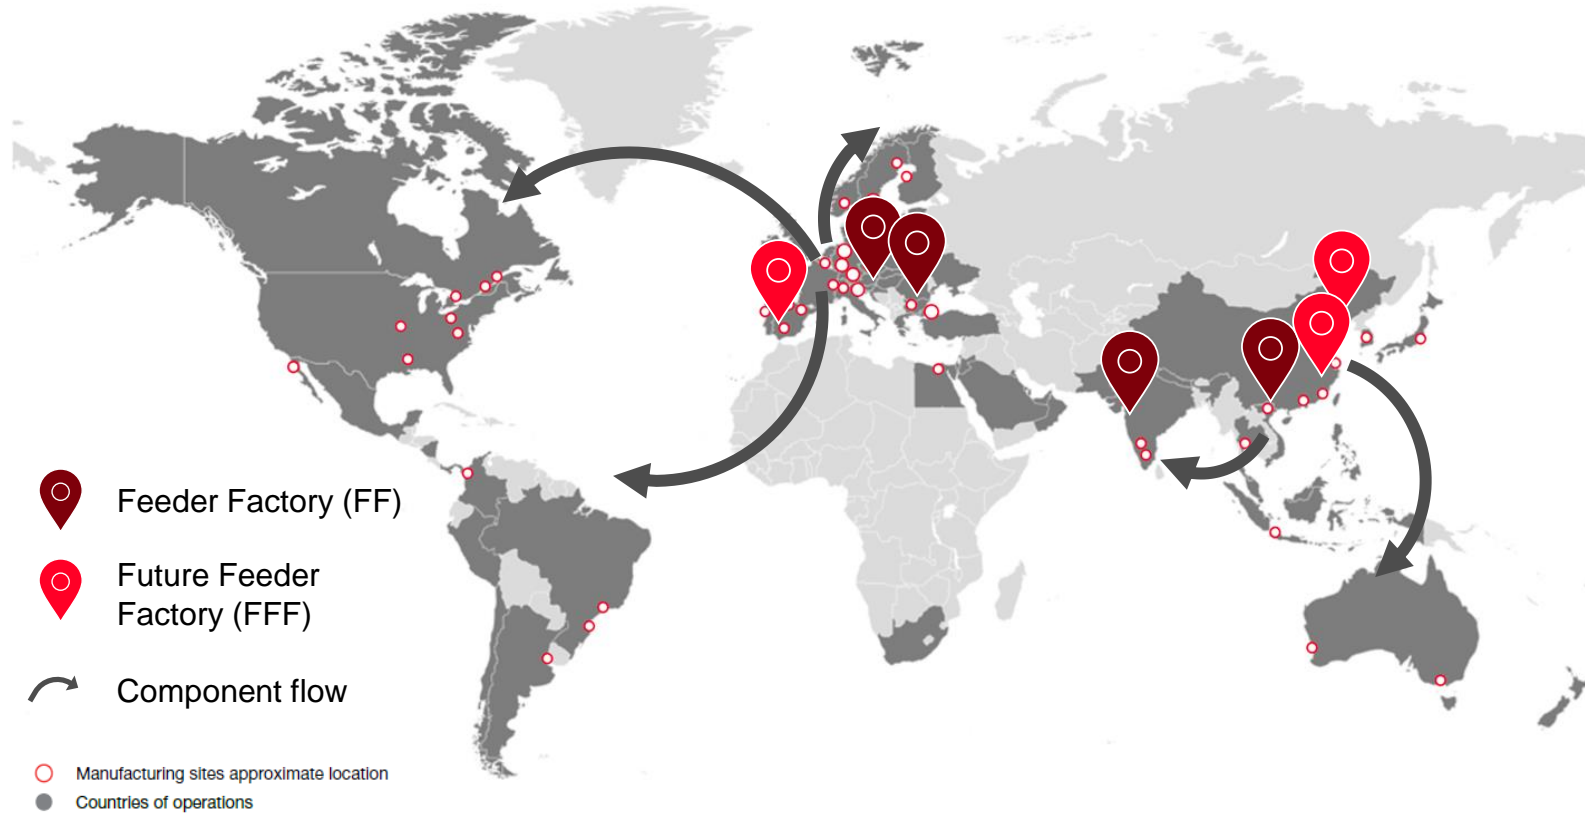 Feeder Factory (FF)
Future Feeder
Factory (FFF)
Component flow
Manufacturing sites approximate location
Countries of operations